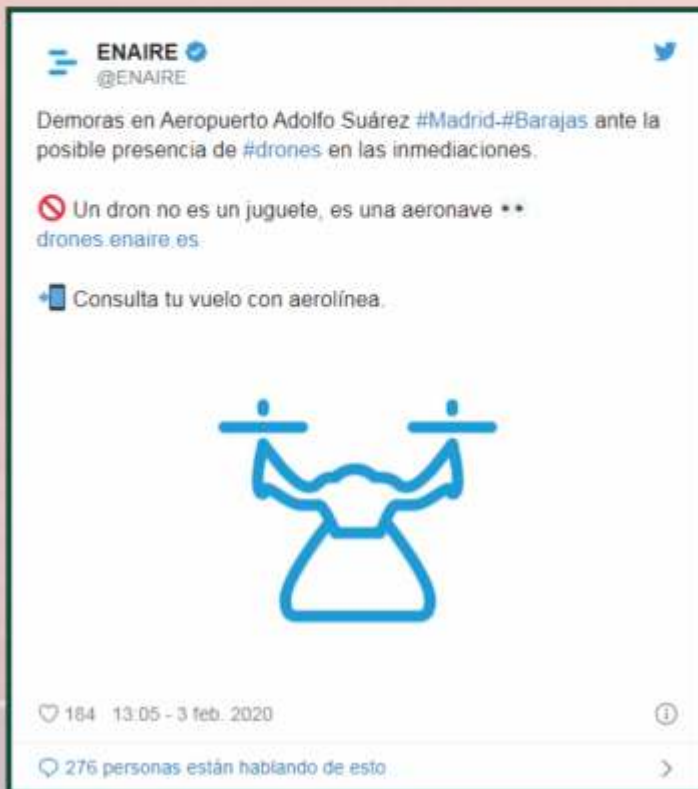 ENAIRE
@ENAIRE
Demoras en Aeropuerto Adolfo Suárez #Madrid-#Barajas ante la
posible presencia de #drones en las inmediaciones.
Un dron no es un juguete, es una aeronave
drones.enaire.es
Consulta tu vuelo con aerolínea.
184 13:05 - 3 feb. 2020
276 personas están hablando de esto